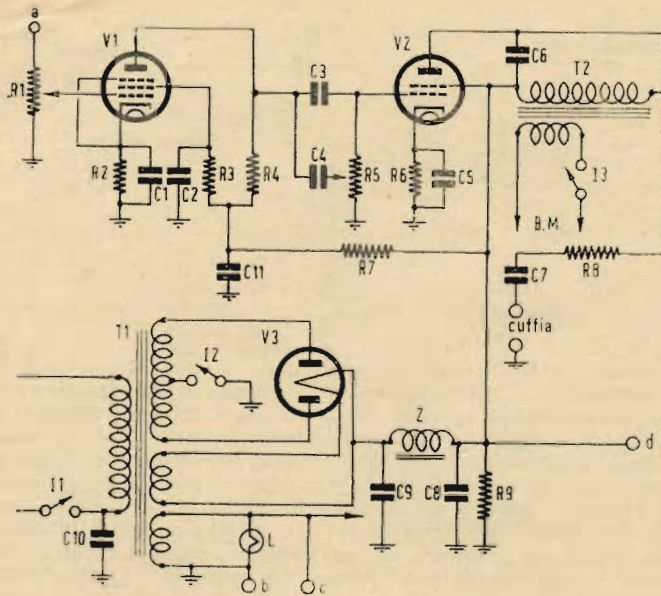 a
V1
V2
C6
T2
R1
C3
C4
R2
C1
C2
R3
R4
R5
R6
C5
I3
B.M.
C11
R7
C7
R8
cuffia
T1
I2
V3
Z
d
I1
C10
C9
C8
R9
L
b
c